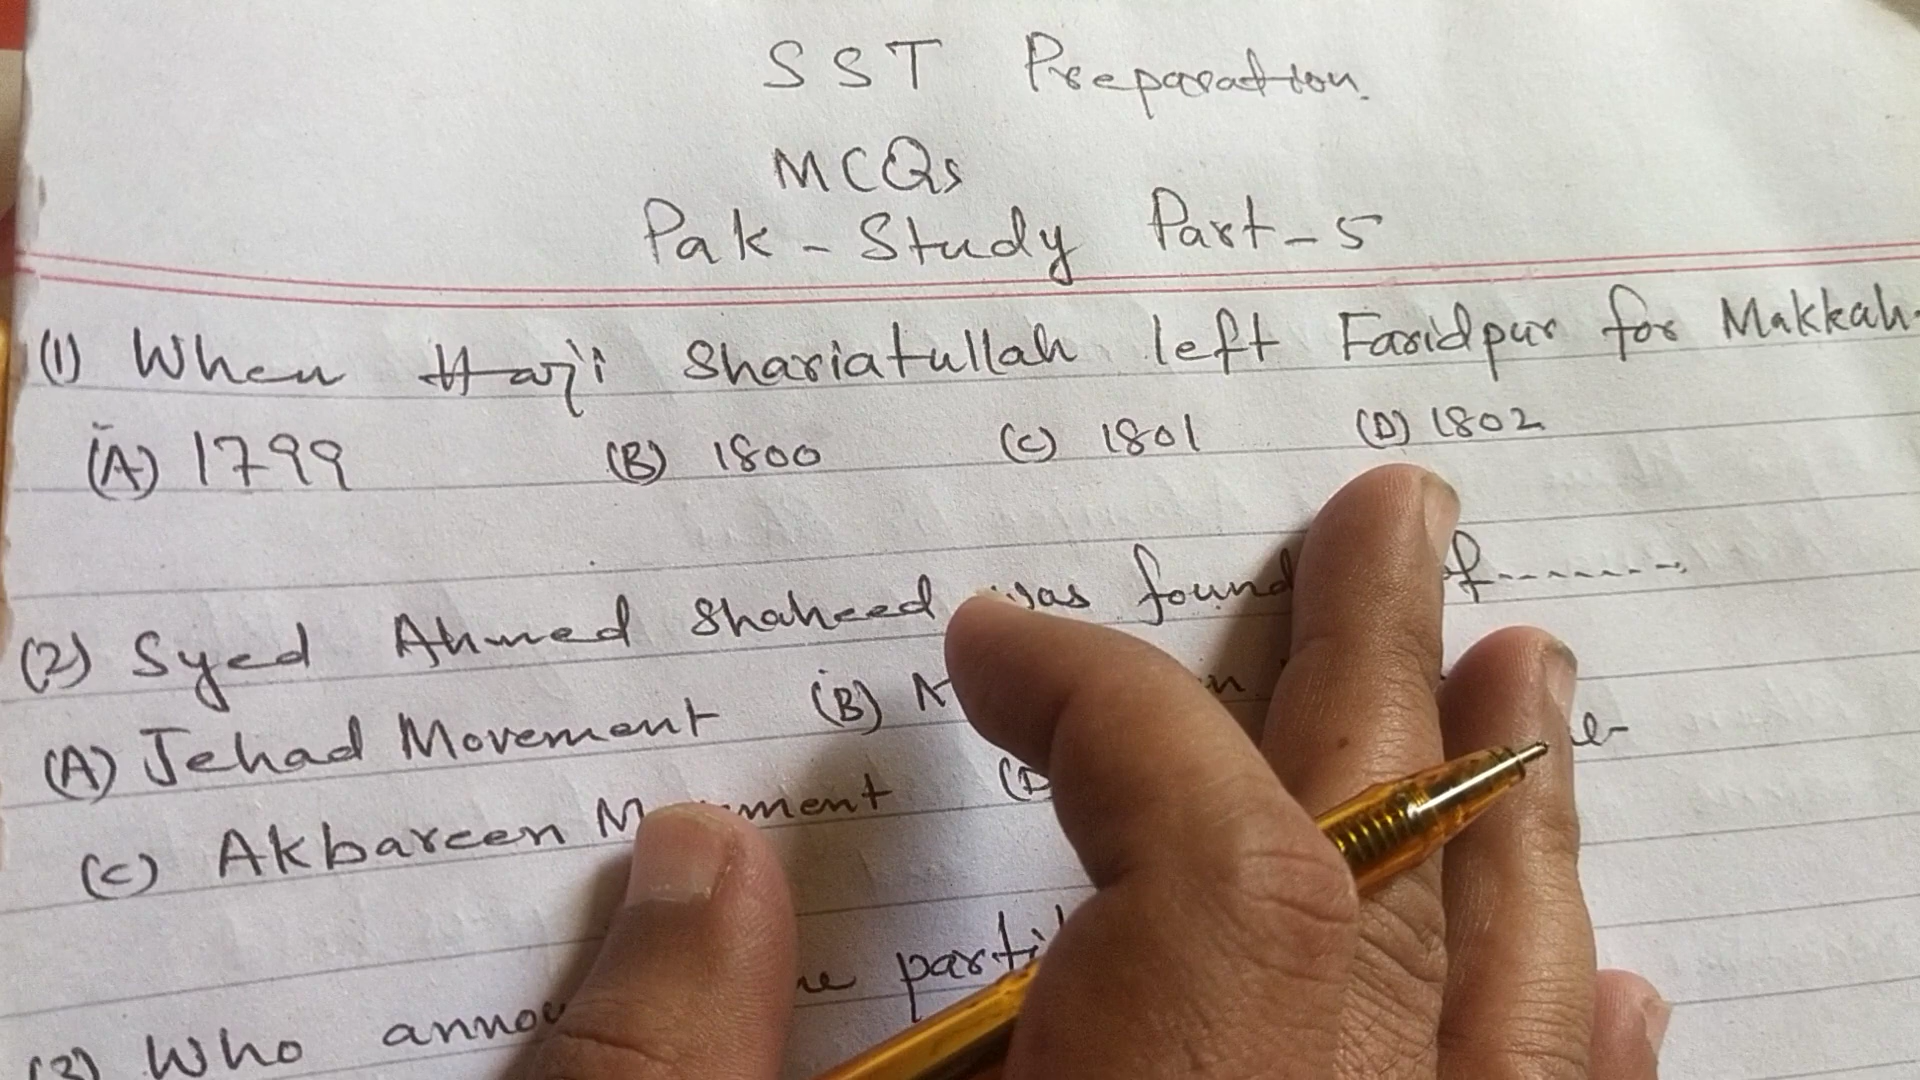 SST Preparation.
MCQs
Pak - Study Part - 5
(1) When Haji Shariatullah left Faridpur for Makkah-
(A) 1799 (B) 1800 (C) 1801 (D) 1802
(2) Syed Ahmed Shaheed was found
(A) Jehad Movement (B)
(C) Akbareen
(3) Who